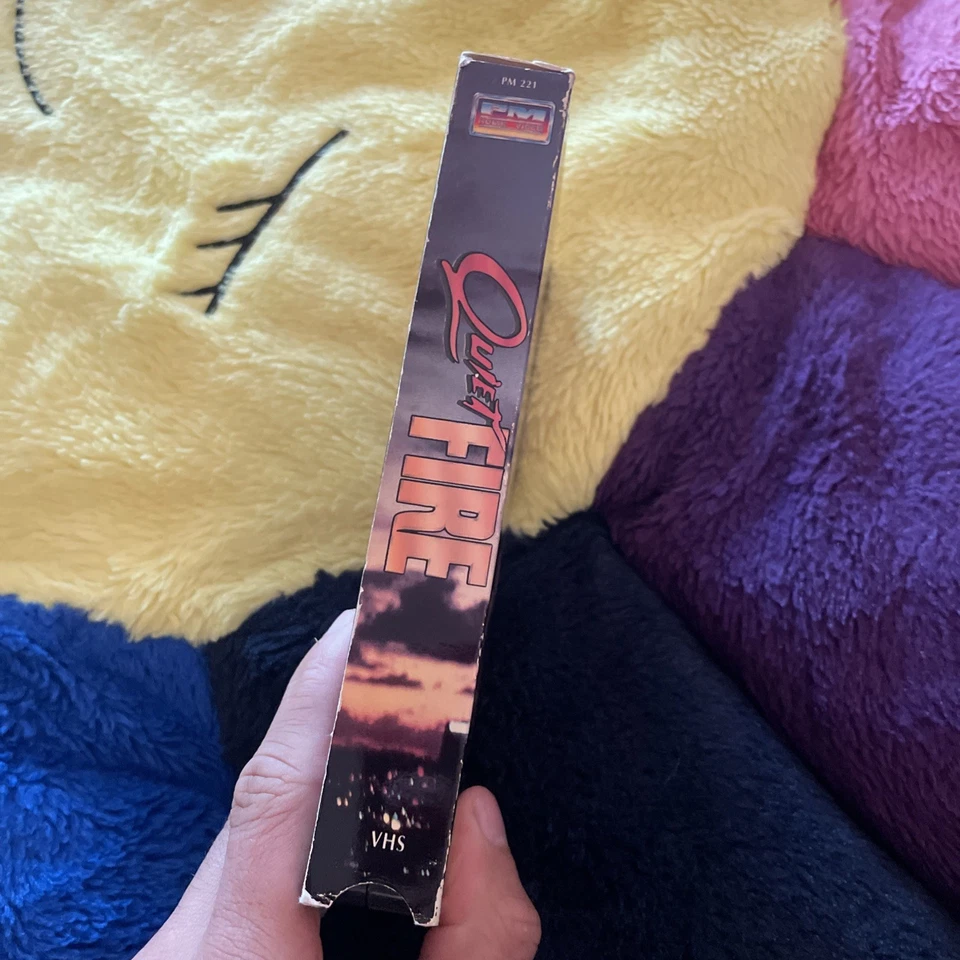 PM 221
PM
QUIET
FIRE
VHS